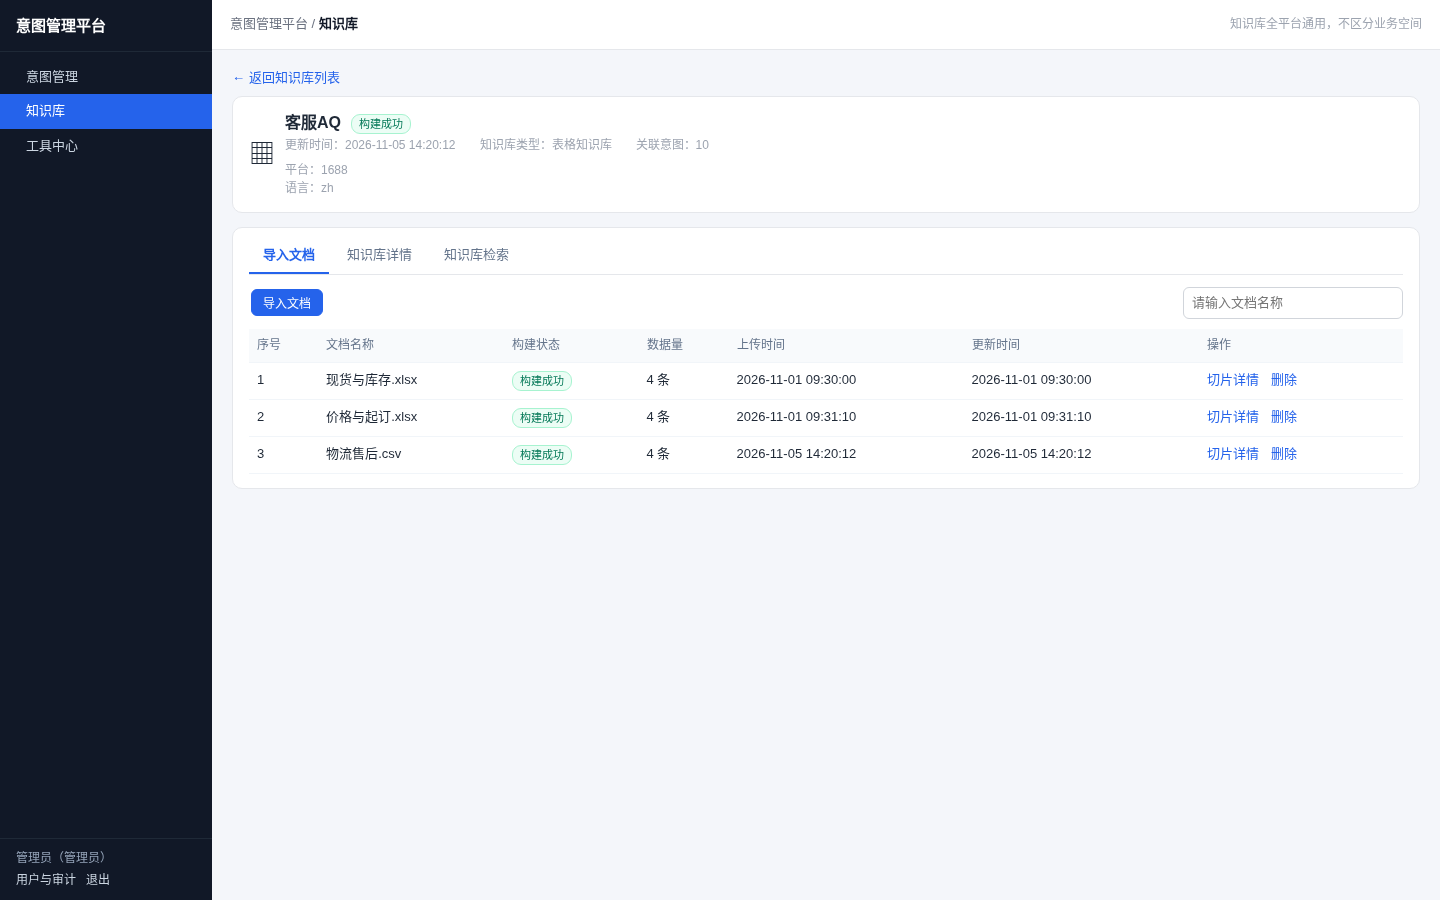 意图管理平台
意图管理
知识库
工具中心
管理员（管理员）
用户与审计 退出
意图管理平台 / 知识库
知识库全平台通用，不区分业务空间
← 返回知识库列表
客服AQ 构建成功
更新时间：2026-11-05 14:20:12 知识库类型：表格知识库 关联意图：10
平台：1688
语言：zh
导入文档 知识库详情 知识库检索
导入文档 请输入文档名称
序号 文档名称 构建状态 数据量 上传时间 更新时间 操作
1 现货与库存.xlsx 构建成功 4 条 2026-11-01 09:30:00 2026-11-01 09:30:00 切片详情 删除
2 价格与起订.xlsx 构建成功 4 条 2026-11-01 09:31:10 2026-11-01 09:31:10 切片详情 删除
3 物流售后.csv 构建成功 4 条 2026-11-05 14:20:12 2026-11-05 14:20:12 切片详情 删除